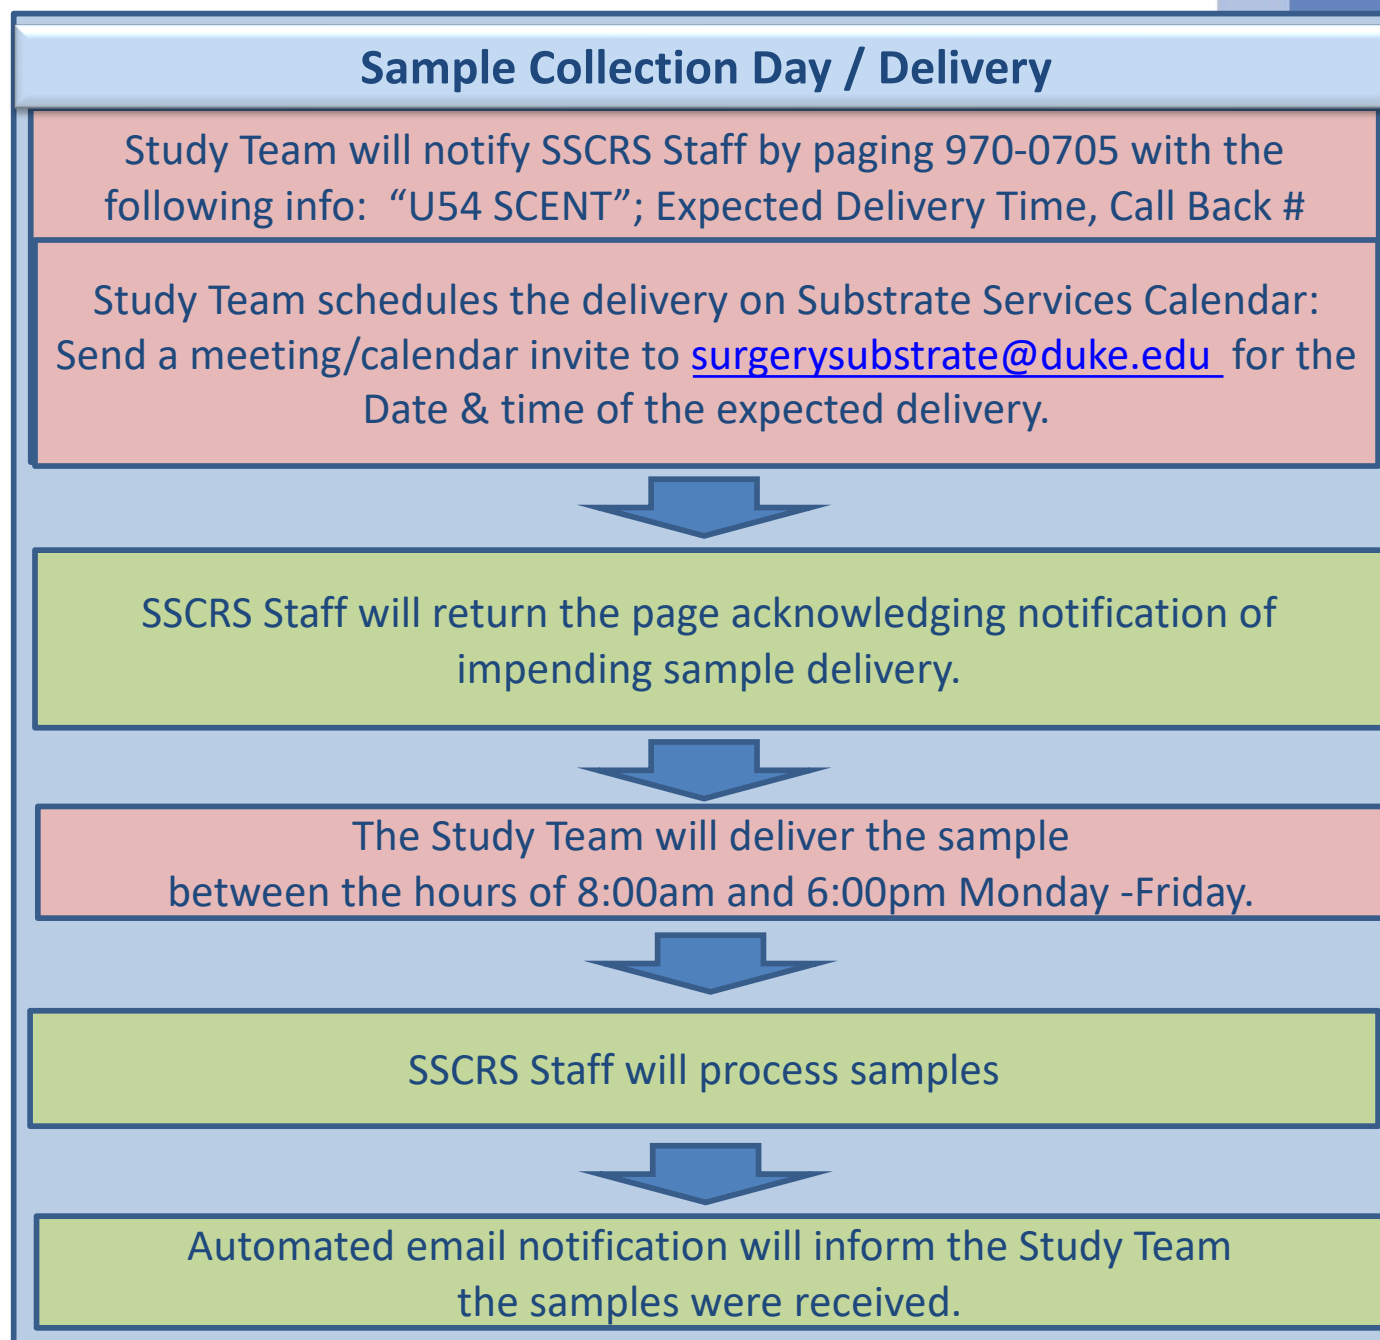 Sample Collection Day / Delivery
Study Team will notify SSCRS Staff by paging 970-0705 with the
following info:  “U54 SCENT”; Expected Delivery Time, Call Back #
Study Team schedules the delivery on Substrate Services Calendar:
Send a meeting/calendar invite to surgerysubstrate@duke.edu  for the
Date & time of the expected delivery.
SSCRS Staff will return the page acknowledging notification of
impending sample delivery.
The Study Team will deliver the sample
between the hours of 8:00am and 6:00pm Monday -Friday.
SSCRS Staff will process samples
Automated email notification will inform the Study Team
the samples were received.